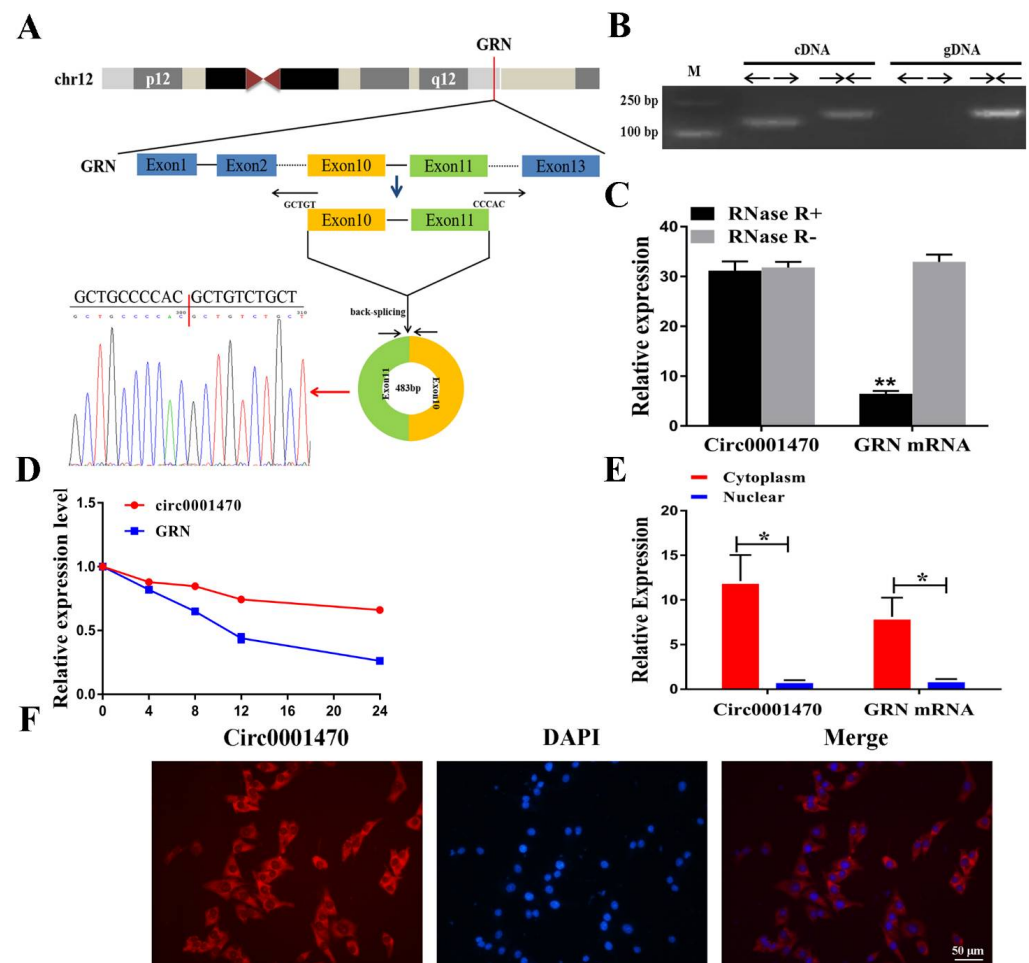 A
GRN
chr12
p12
q12
GRN
Exon1
Exon2
Exon10
Exon11
Exon13
GCTGT
CCCAC
Exon10
Exon11
back-splicing
GCTGCCCCAC GCTGTCTGCT
G C T G C C C C A C G C T G T C T G C T
300
310
Exon11
483bp
Exon10
B
cDNA
gDNA
M
250 bp
100 bp
C
RNase R+
RNase R-
Relative expression
40
30
20
10
0
**
Circ0001470
GRN mRNA
D
circ0001470
GRN
Relative expression level
1.5
1.0
0.5
0.0
0
4
8
12
16
20
24
E
Cytoplasm
Nuclear
Relative Expression
20
15
10
5
0
*
*
Circ0001470
GRN mRNA
F
Circ0001470
DAPI
Merge
50 μm